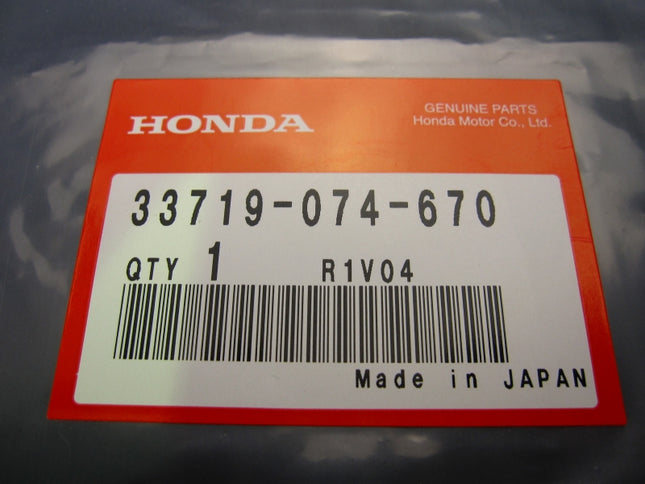 HONDA
GENUINE PARTS
Honda Motor Co., Ltd.
33719-074-670
QTY 1 R1V04
Made in JAPAN